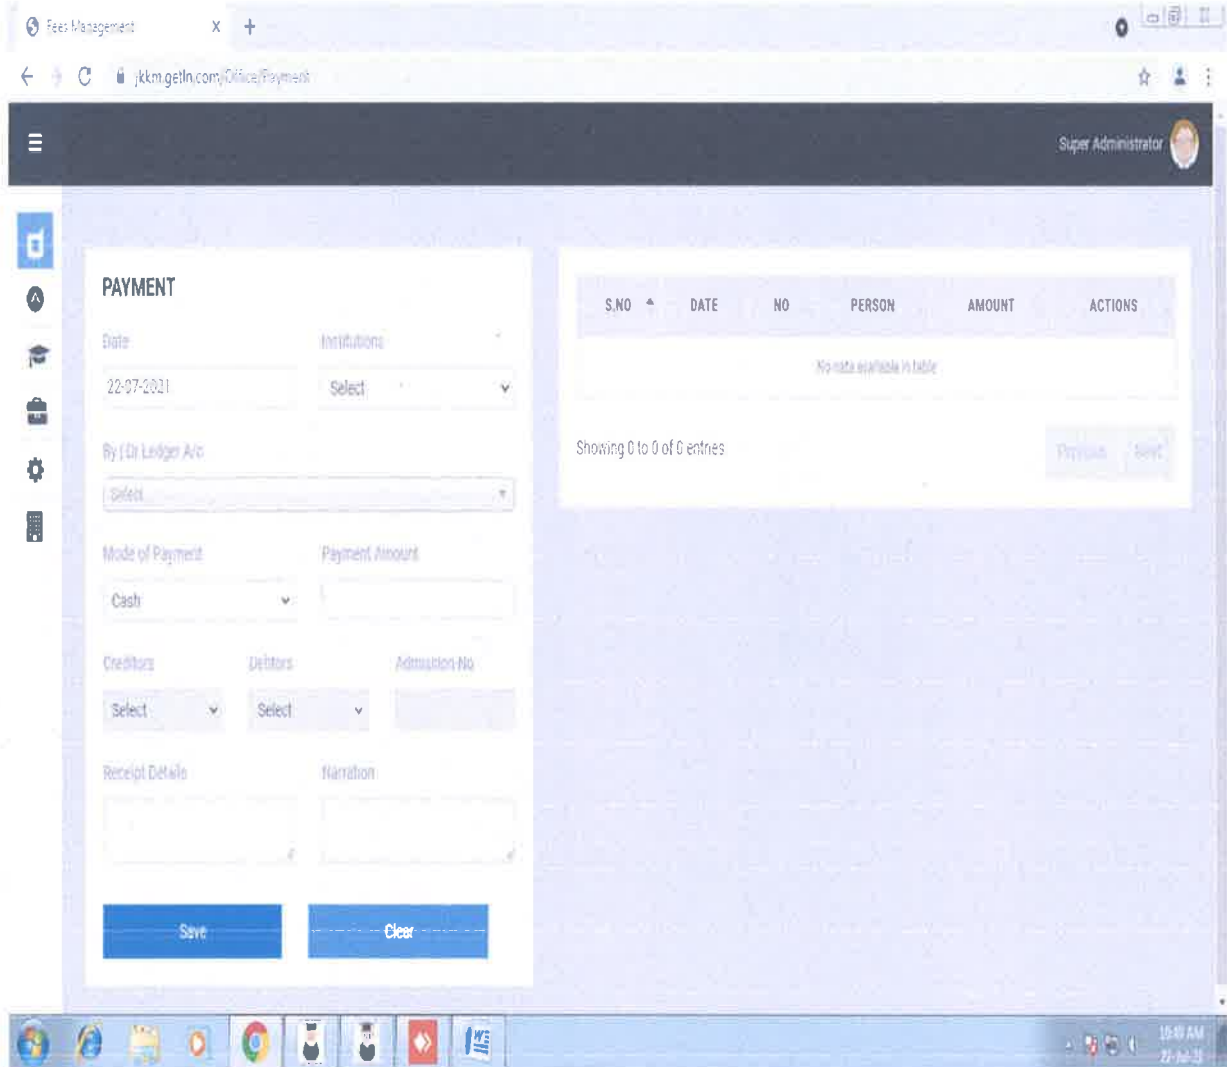 Fees Management
jkkm.getln.com/Office/Payment
Super Administrator
PAYMENT
Date
Institutions
22-07-2021
Select
By | Dr Ledger A/c
Select
Mode of Payment
Payment Amount
Cash
Creditors
Debtors
Admission No
Select
Select
Receipt Details
Narration
Save
Clear
S.NO
DATE
NO
PERSON
AMOUNT
ACTIONS
No data available in table
Showing 0 to 0 of 0 entries
Previous
Next
AM